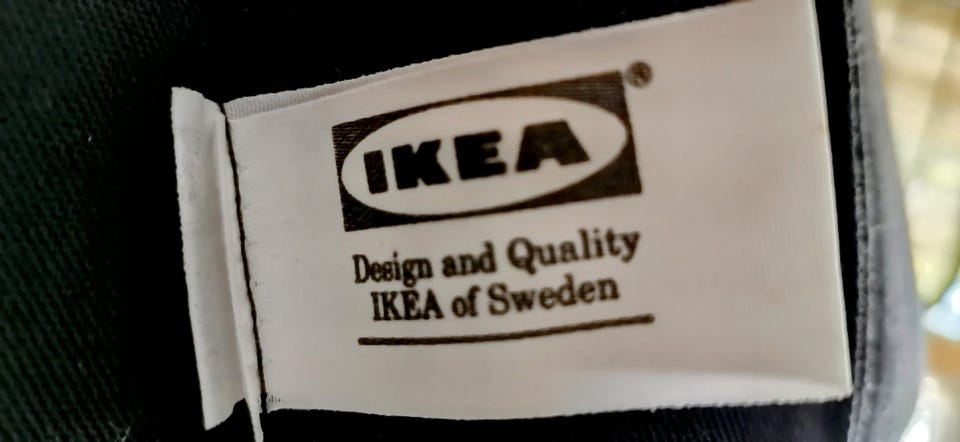 IKEA®
Design and Quality
IKEA of Sweden